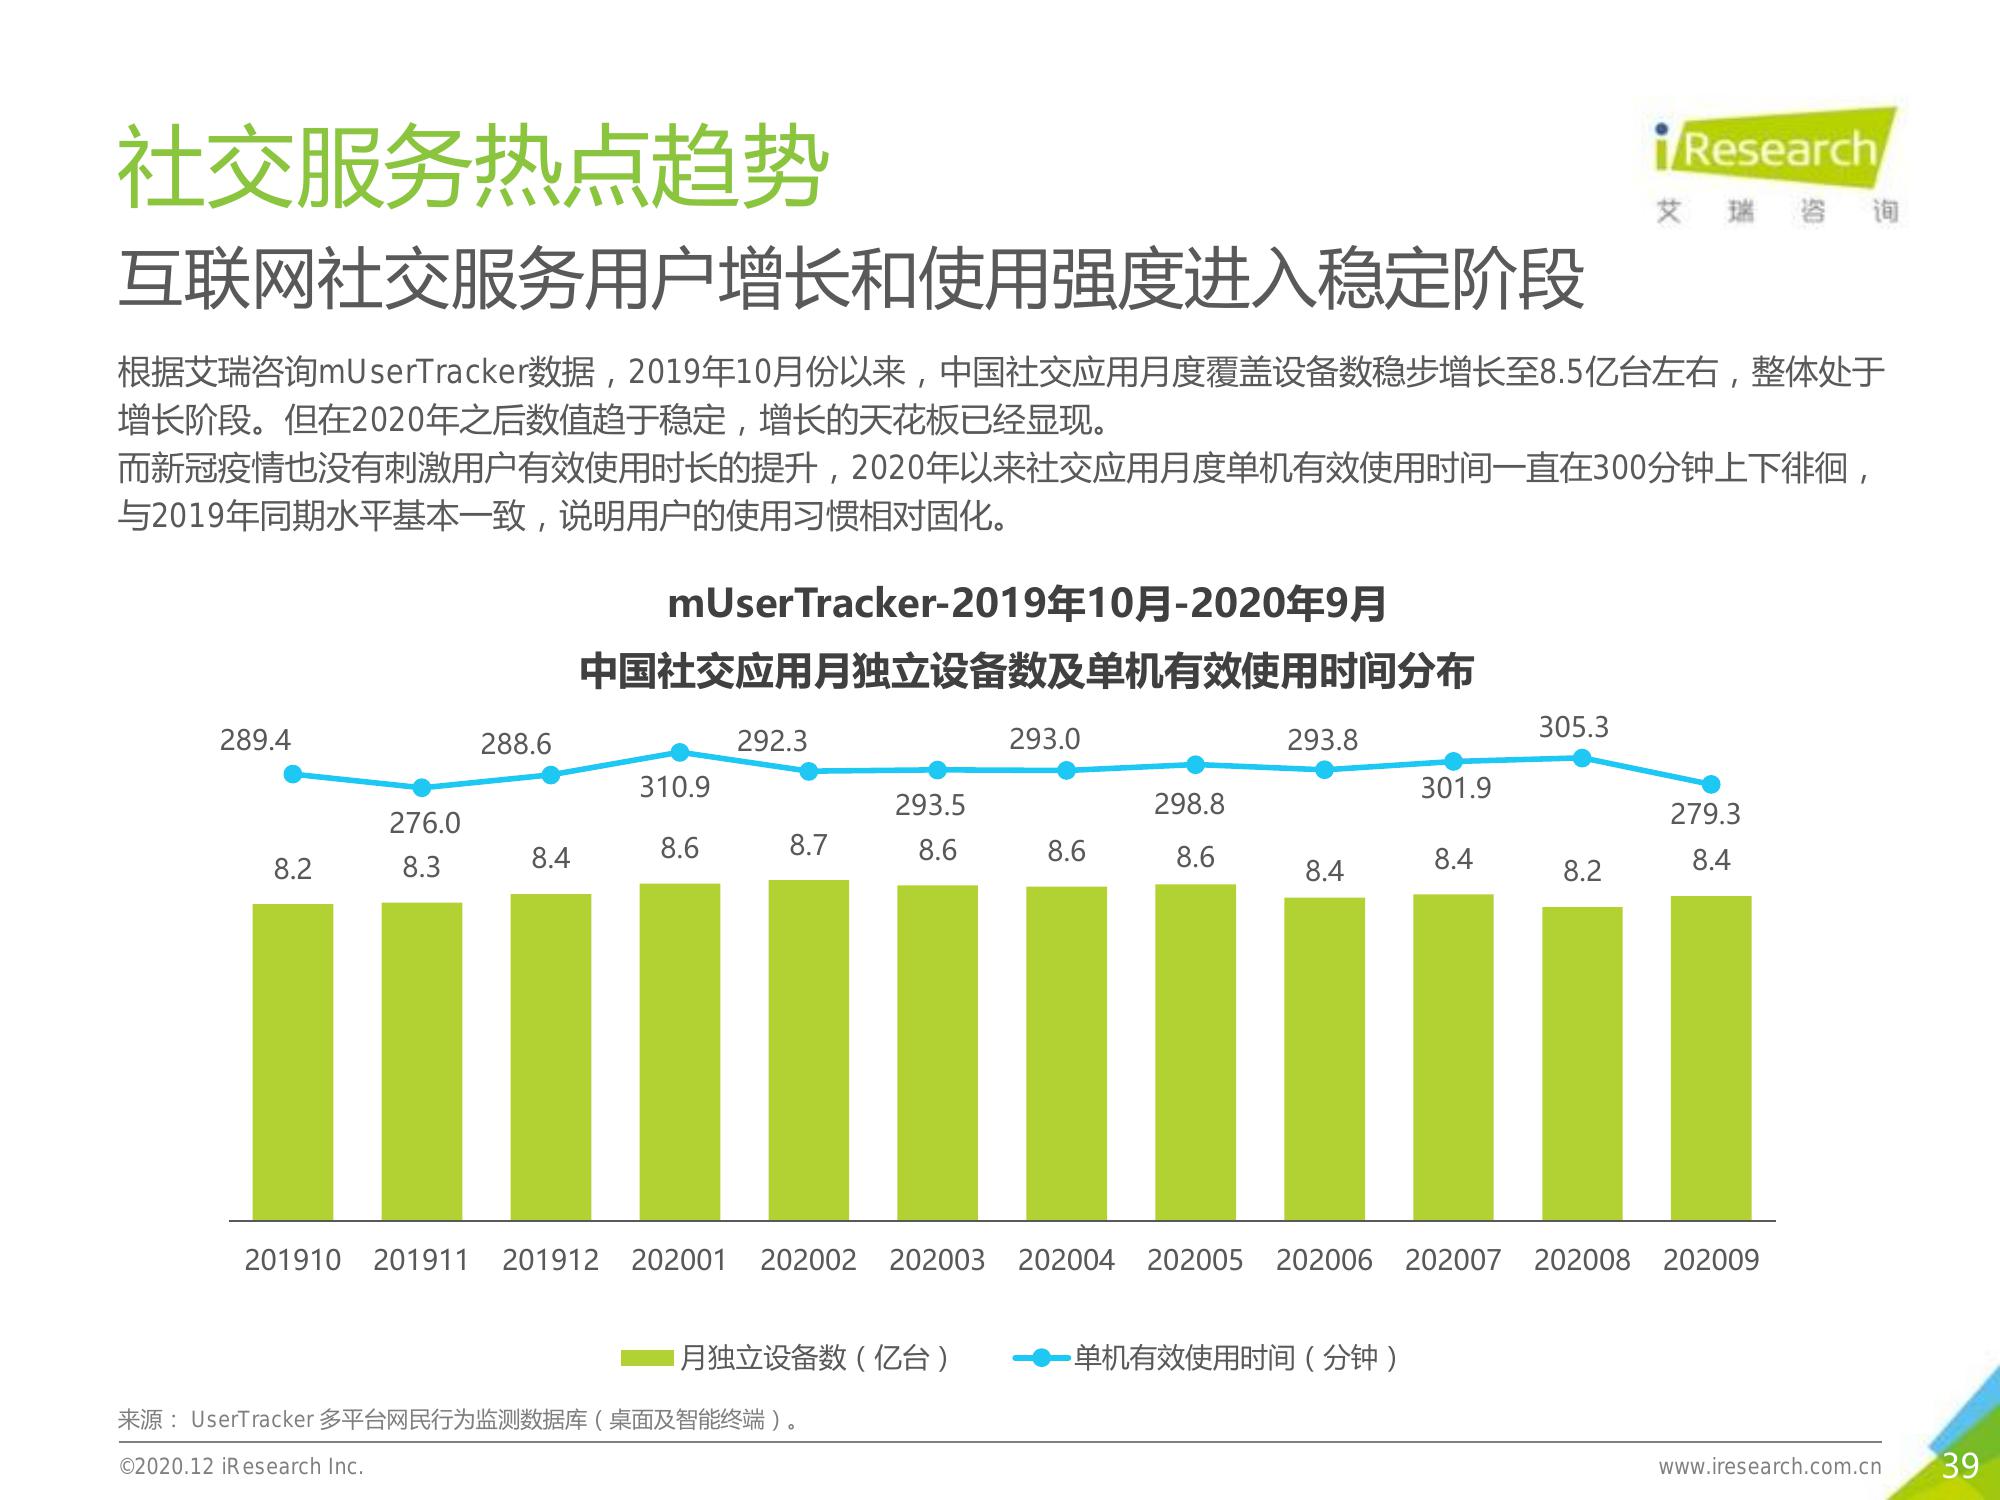 社交服务热点趋势
iResearch
艾瑞咨询
互联网社交服务用户增长和使用强度进入稳定阶段
根据艾瑞咨询mUserTracker数据，2019年10月份以来，中国社交应用月度覆盖设备数稳步增长至8.5亿台左右，整体处于
增长阶段。但在2020年之后数值趋于稳定，增长的天花板已经显现。
而新冠疫情也没有刺激用户有效使用时长的提升，2020年以来社交应用月度单机有效使用时间一直在300分钟上下徘徊，
与2019年同期水平基本一致，说明用户的使用习惯相对固化。
mUserTracker-2019年10月-2020年9月
中国社交应用月独立设备数及单机有效使用时间分布
289.4 276.0 288.6 310.9 292.3 293.5 293.0 298.8 293.8 301.9 305.3 279.3
8.2 8.3 8.4 8.6 8.7 8.6 8.6 8.6 8.4 8.4 8.2 8.4
201910 201911 201912 202001 202002 202003 202004 202005 202006 202007 202008 202009
月独立设备数（亿台） 单机有效使用时间（分钟）
来源： UserTracker 多平台网民行为监测数据库（桌面及智能终端）。
©2020.12 iResearch Inc. www.iresearch.com.cn 39